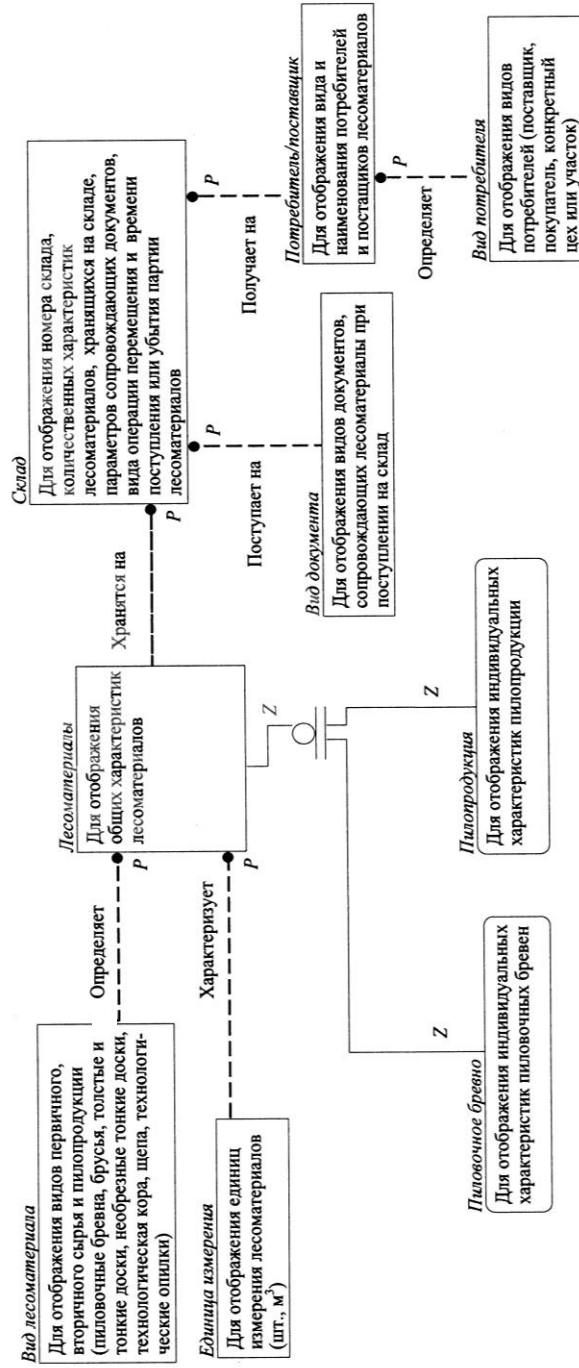 Вид лесоматериала
Для отображения видов первичного,
вторичного сырья и пилопродукции
(пиловочные бревна, брусья, толстые и
тонкие доски, необрезные тонкие доски,
технологическая кора, щепа, технологи-
ческие опилки)
Определяет
P
Единица измерения
Для отображения единиц
измерения лесоматериалов
(шт., м³)
Характеризует
P
Лесоматериалы
Для отображения
общих характеристик
лесоматериалов
Хранятся на
P
Склад
Для отображения номера склада,
количественных характеристик
лесоматериалов, хранящихся на складе,
параметров сопровождающих документов,
вида операции перемещения и времени
поступления или убытия партии
лесоматериалов
Поступает на
P
Получает на
P
Вид документа
Для отображения видов документов,
сопровождающих лесоматериалы при
поступлении на склад
Потребитель/поставщик
Для отображения вида и
наименования потребителей
и постащиков лесоматериалов
Определяет
P
Вид потребителя
Для отображения видов
потребителей (поставщик,
покупатель, конкретный
цех или участок)
Z
Z
Z
Пиловочное бревно
Для отображения индивидуальных
характеристик пиловочных бревен
Пилопродукция
Для отображения индивидуальных
характеристик пилопродукции